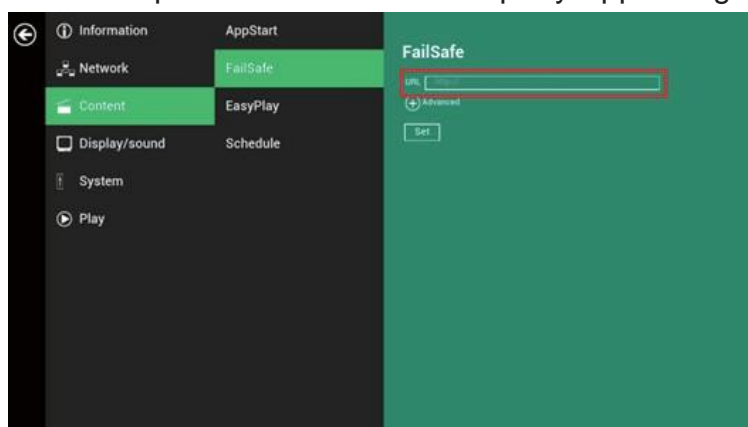 Information
Network
Content
Display/sound
System
Play
AppStart
FailSafe
EasyPlay
Schedule
FailSafe
URL
Advanced
Set